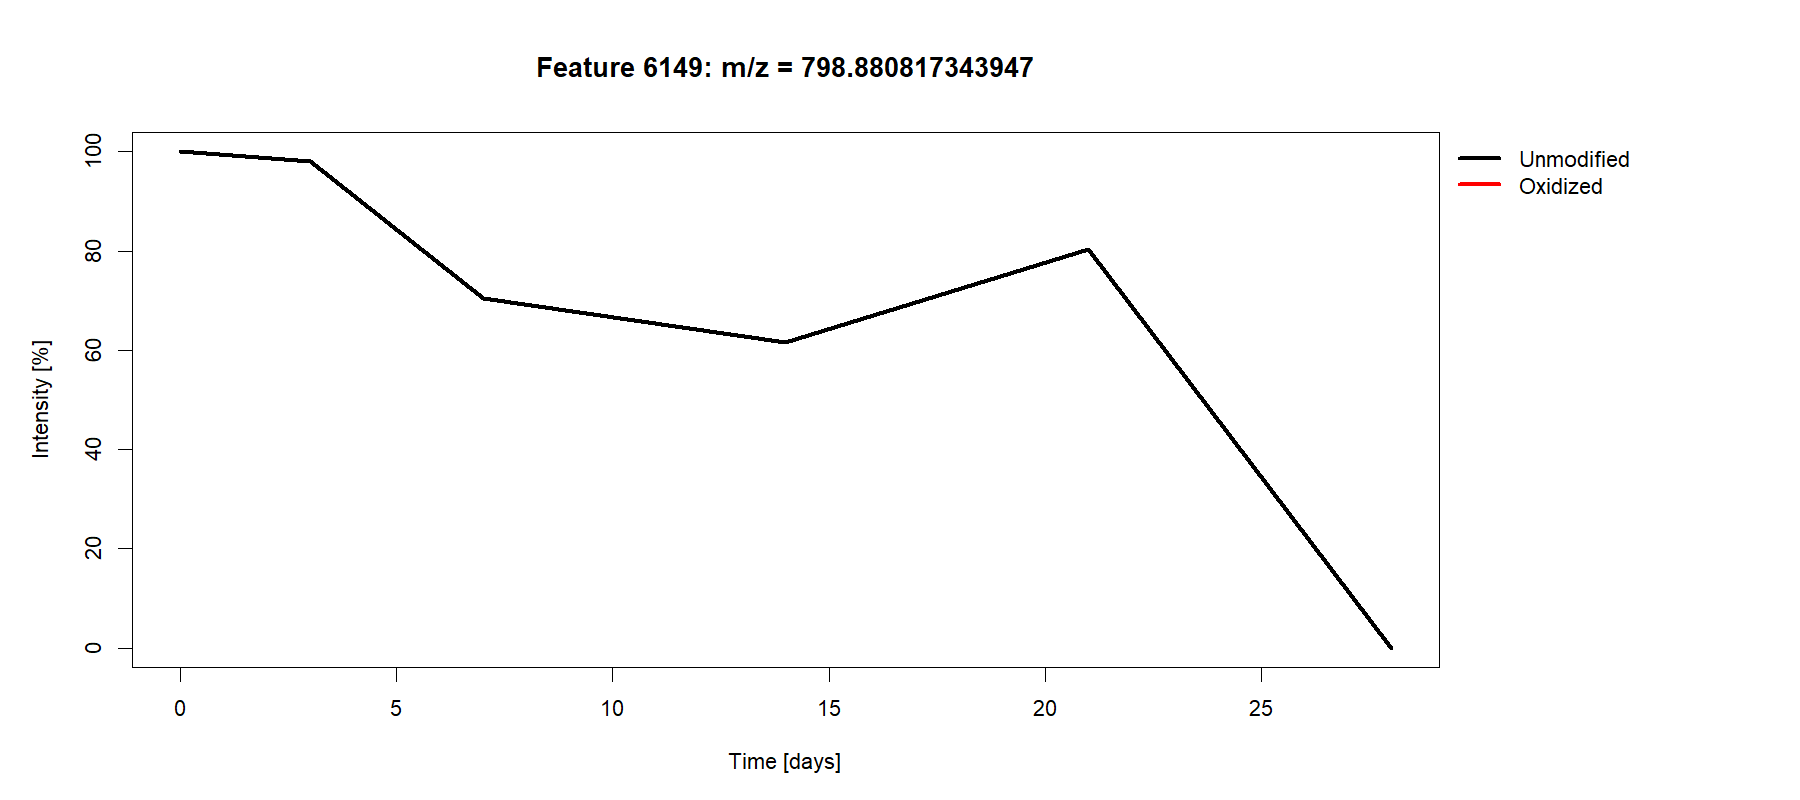 Feature 6149: m/z = 798.880817343947
Unmodified
Oxidized
Intensity [%]
100
80
60
40
20
0
0 5 10 15 20 25
Time [days]